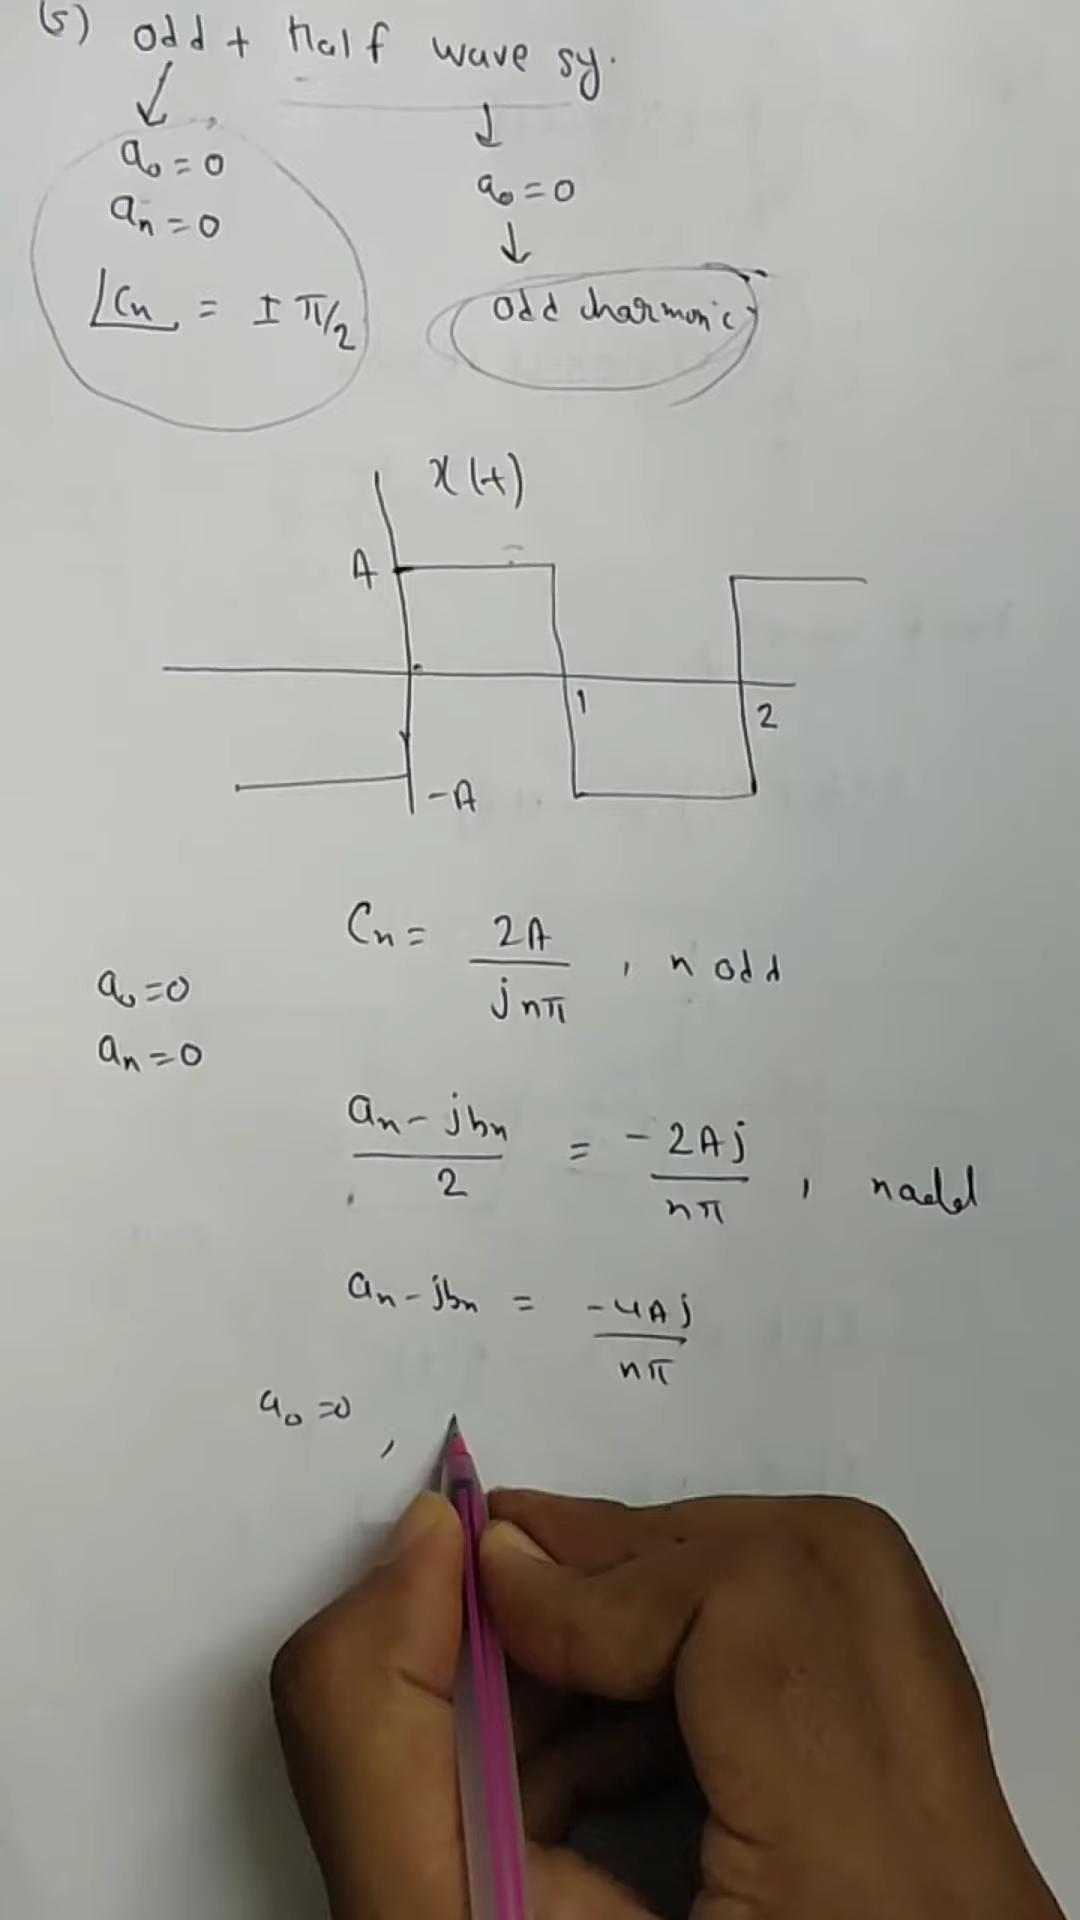 (5) odd + Half wave sy.
↓ ↓
a₀ = 0 a₀ = 0
aₙ = 0 ↓
∠Cₙ = ± π/2 odd harmonic
x(t)
A
1
2
-A
Cₙ = 2A / jnπ , n odd
a₀ = 0
aₙ = 0
aₙ - jbₙ / 2 = -2Aj / nπ , n odd
aₙ - jbₙ = -4Aj / nπ
a₀ = 0 ,